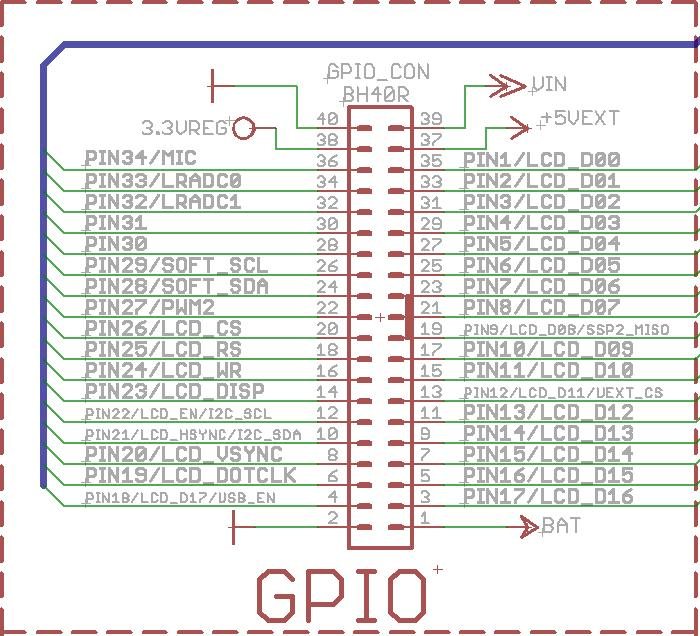 GPIO_CON
BH40R
VIN
+5VEXT
3.3VREG
40 39
38 37
PIN34/MIC 36 35 PIN1/LCD_D00
PIN33/LRADC0 34 33 PIN2/LCD_D01
PIN32/LRADC1 32 31 PIN3/LCD_D02
PIN31 30 29 PIN4/LCD_D03
PIN30 28 27 PIN5/LCD_D04
PIN29/SOFT_SCL 26 25 PIN6/LCD_D05
PIN28/SOFT_SDA 24 23 PIN7/LCD_D06
PIN27/PWM2 22 21 PIN8/LCD_D07
PIN26/LCD_CS 20 19 PIN9/LCD_D08/SSP2_MISO
PIN25/LCD_RS 18 17 PIN10/LCD_D09
PIN24/LCD_WR 16 15 PIN11/LCD_D10
PIN23/LCD_DISP 14 13 PIN12/LCD_D11/UEXT_CS
PIN22/LCD_EN/I2C_SCL 12 11 PIN13/LCD_D12
PIN21/LCD_HSYNC/I2C_SDA 10 9 PIN14/LCD_D13
PIN20/LCD_VSYNC 8 7 PIN15/LCD_D14
PIN19/LCD_DOTCLK 6 5 PIN16/LCD_D15
PIN18/LCD_D17/USB_EN 4 3 PIN17/LCD_D16
2 1 BAT
GPIO